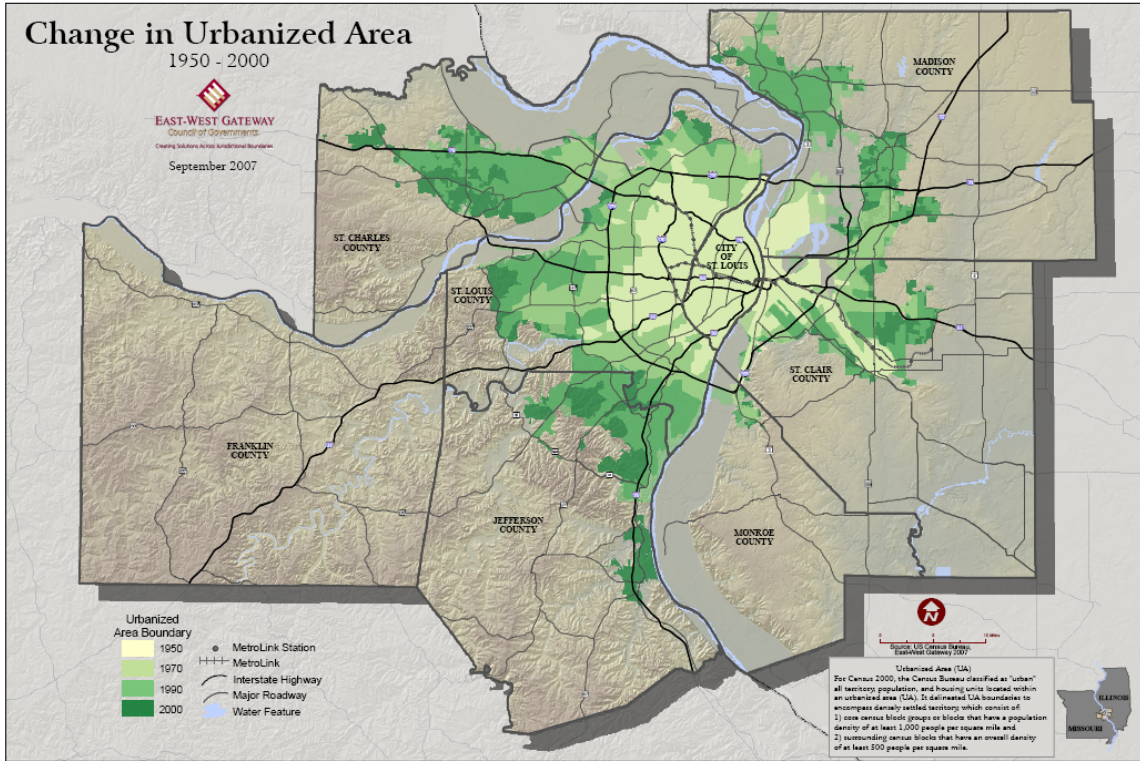 Change in Urbanized Area
1950 - 2000
EAST-WEST GATEWAY
Council of Governments
Creating Solutions Across Jurisdictional Boundaries
September 2007
MADISON
COUNTY
ST. CHARLES
COUNTY
CITY
OF
ST. LOUIS
ST. LOUIS
COUNTY
ST. CLAIR
COUNTY
FRANKLIN
COUNTY
JEFFERSON
COUNTY
MONROE
COUNTY
Urbanized
Area Boundary
1950
1970
1990
2000
MetroLink Station
MetroLink
Interstate Highway
Major Roadway
Water Feature
N
Source: US Census Bureau,
East-West Gateway 2007
Urbanized Area (UA)
For Census 2000, the Census Bureau classified as "urban"
all territory, population, and housing units located within
an urbanized area (UA). It delineated UA boundaries to
encompass densely settled territory, which consist of:
1) core census block groups or blocks that have a population
density of at least 1,000 people per square mile and
2) surrounding census blocks that have an overall density
of at least 500 people per square mile.
ILLINOIS
MISSOURI